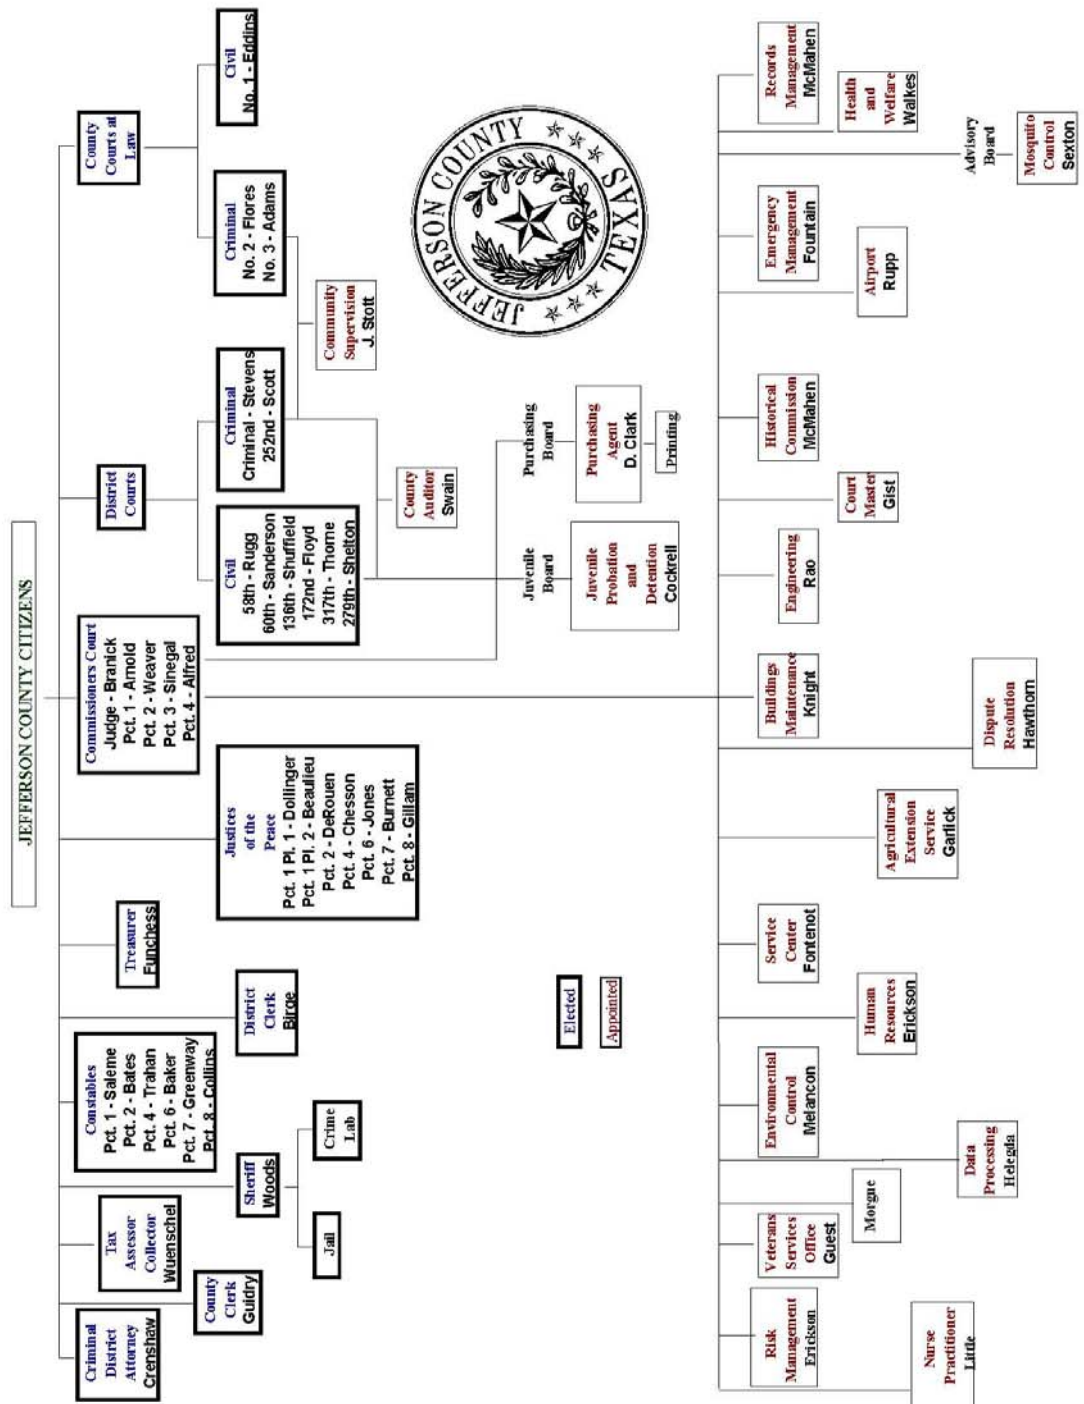 JEFFERSON COUNTY CITIZENS
Criminal
District
Attorney
Crenshaw
County
Clerk
Guidry
Tax
Assessor
Collector
Wuenschel
Sheriff
Woods
Jail
Crime
Lab
Constables
Pct. 1 - Saleme
Pct. 2 - Bates
Pct. 4 - Trahan
Pct. 6 - Baker
Pct. 7 - Greenway
Pct. 8 - Collins
District
Clerk
Birge
Treasurer
Funchess
Justices
of the
Peace
Pct. 1 Pl. 1 - Dollinger
Pct. 1 Pl. 2 - Beaulieu
Pct. 2 - DeRouen
Pct. 4 - Chesson
Pct. 6 - Jones
Pct. 7 - Burnett
Pct. 8 - Gillam
Commissioners Court
Judge - Branick
Pct. 1 - Arnold
Pct. 2 - Weaver
Pct. 3 - Sinegal
Pct. 4 - Alfred
District
Courts
Civil
58th - Rugg
60th - Sanderson
136th - Shuffield
172nd - Floyd
317th - Thorne
279th - Shelton
Criminal
Criminal - Stevens
252nd - Scott
County
Courts at
Law
Criminal
No. 2 - Flores
No. 3 - Adams
Civil
No. 1 - Eddins
Community
Supervision
J. Stott
County
Auditor
Swain
Juvenile
Board
Juvenile
Probation
and
Detention
Cockrell
Purchasing
Board
Purchasing
Agent
D. Clark
Printing
JEFFERSON COUNTY
TEXAS
Elected
Appointed
Risk
Management
Erickson
Nurse
Practitioner
Little
Veterans
Services
Office
Guest
Morgue
Data
Processing
Helegda
Environmental
Control
Melancon
Human
Resources
Erickson
Service
Center
Fontenot
Agricultural
Extension
Service
Garlick
Dispute
Resolution
Hawthorn
Buildings
Maintenance
Knight
Engineering
Rao
Court
Master
Gist
Historical
Commission
McMahen
Airport
Rupp
Emergency
Management
Fountain
Advisory
Board
Mosquito
Control
Sexton
Health
and
Welfare
Walkes
Records
Management
McMahen